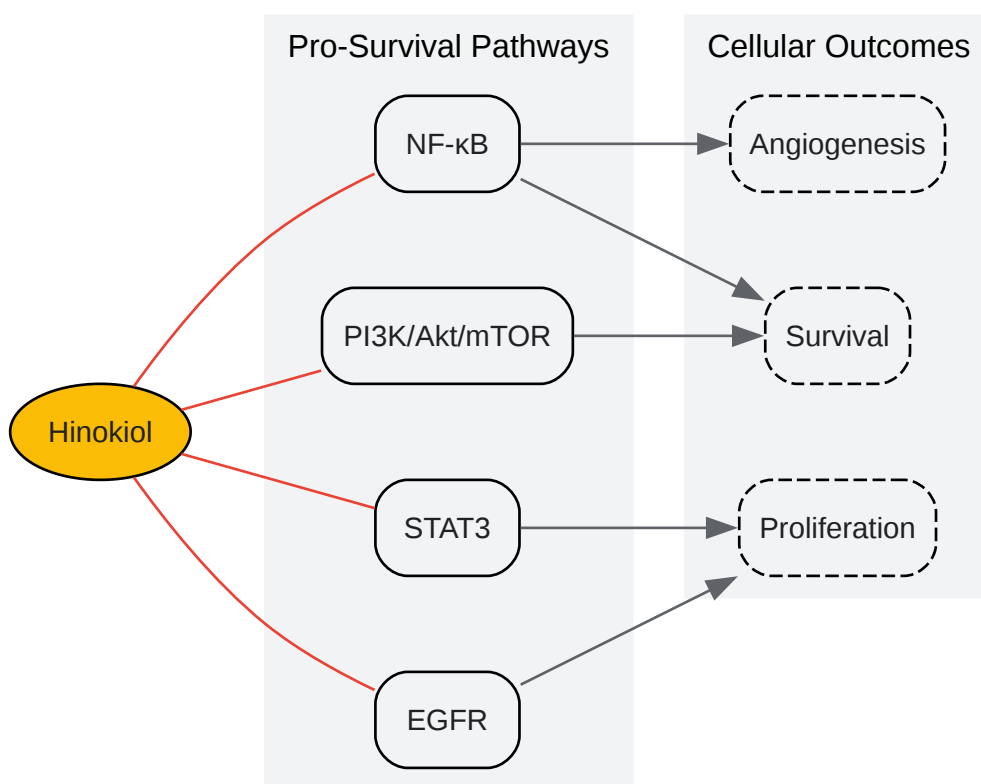 Pro-Survival Pathways
Cellular Outcomes
NF-κB
Angiogenesis
PI3K/Akt/mTOR
Survival
Hinokiol
STAT3
Proliferation
EGFR